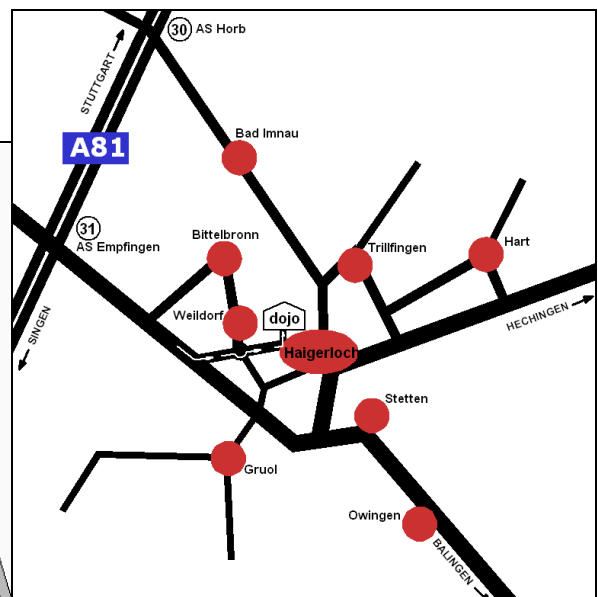 30 AS Horb
STUTTGART
Bad Imnau
A81
31
AS Empfingen
Bittelbronn
Trillfingen
Hart
SINGEN
Weildorf
dojo
HECHINGEN
Haigerloch
Stetten
Gruol
Owingen
BALINGEN